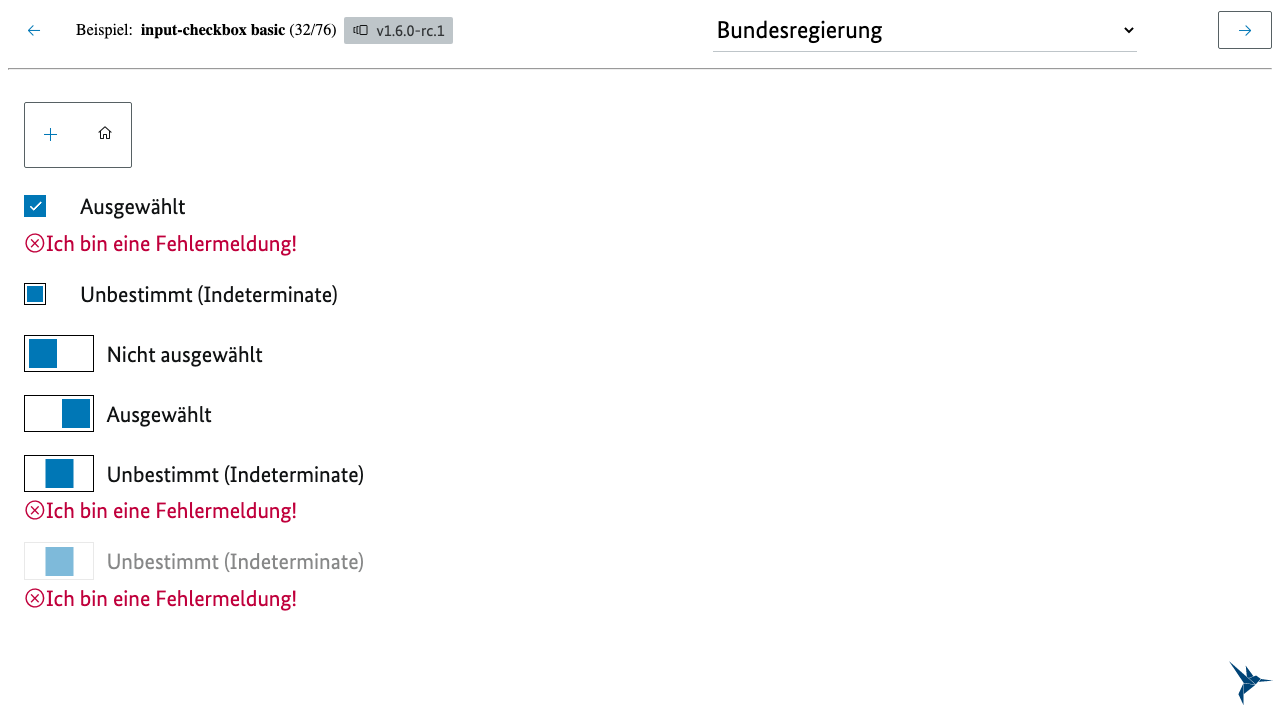 Beispiel: input-checkbox basic (32/76) v1.6.0-rc.1 Bundesregierung
Ausgewählt
Ich bin eine Fehlermeldung!
Unbestimmt (Indeterminate)
Nicht ausgewählt
Ausgewählt
Unbestimmt (Indeterminate)
Ich bin eine Fehlermeldung!
Unbestimmt (Indeterminate)
Ich bin eine Fehlermeldung!